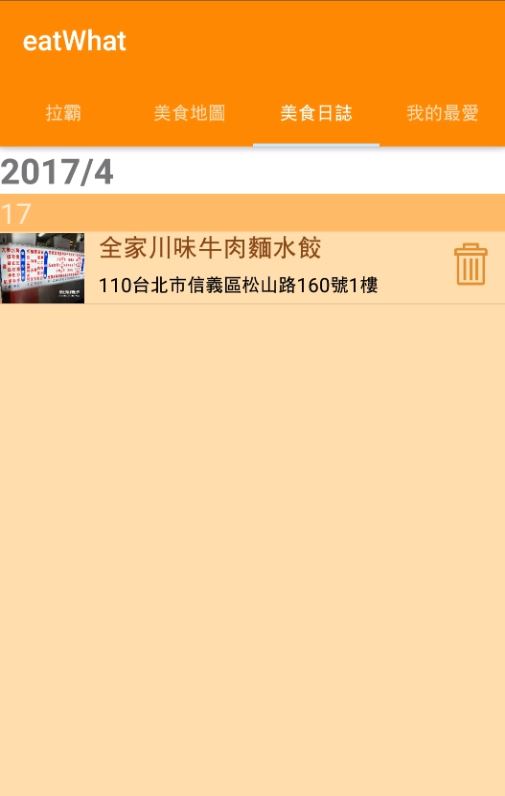 eatWhat
拉霸 美食地圖 美食日誌 我的最愛
2017/4
17
全家川味牛肉麵水餃
110台北市信義區松山路160號1樓